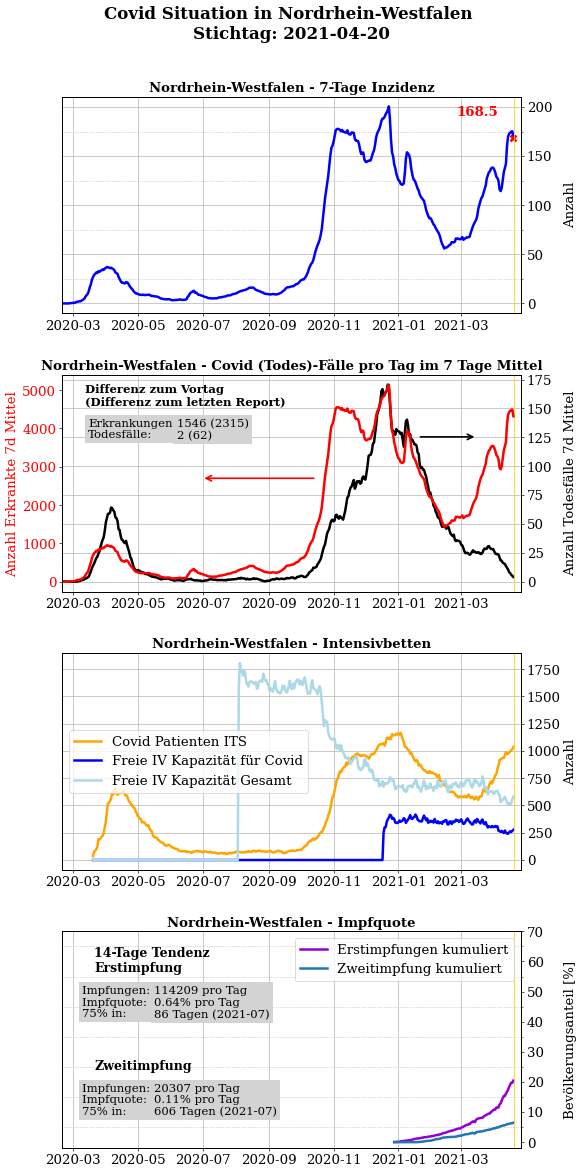 Covid Situation in Nordrhein-Westfalen
Stichtag: 2021-04-20
Nordrhein-Westfalen - 7-Tage Inzidenz
168.5
200
150
100
50
0
Anzahl
2020-03 2020-05 2020-07 2020-09 2020-11 2021-01 2021-03
Nordrhein-Westfalen - Covid (Todes)-Fälle pro Tag im 7 Tage Mittel
Differenz zum Vortag
(Differenz zum letzten Report)
Erkrankungen 1546 (2315)
Todesfälle: 2 (62)
5000
4000
3000
2000
1000
0
Anzahl Erkrankte 7d Mittel
175
150
125
100
75
50
25
0
Anzahl Todesfälle 7d Mittel
2020-03 2020-05 2020-07 2020-09 2020-11 2021-01 2021-03
Nordrhein-Westfalen - Intensivbetten
Covid Patienten ITS
Freie IV Kapazität für Covid
Freie IV Kapazität Gesamt
1750
1500
1250
1000
750
500
250
0
Anzahl
2020-03 2020-05 2020-07 2020-09 2020-11 2021-01 2021-03
Nordrhein-Westfalen - Impfquote
14-Tage Tendenz
Erstimpfung
Impfungen: 114209 pro Tag
Impfquote: 0.64% pro Tag
75% in: 86 Tagen (2021-07)
Zweitimpfung
Impfungen: 20307 pro Tag
Impfquote: 0.11% pro Tag
75% in: 606 Tagen (2021-07)
Erstimpfungen kumuliert
Zweitimpfung kumuliert
70
60
50
40
30
20
10
0
Bevölkerungsanteil [%]
2020-03 2020-05 2020-07 2020-09 2020-11 2021-01 2021-03